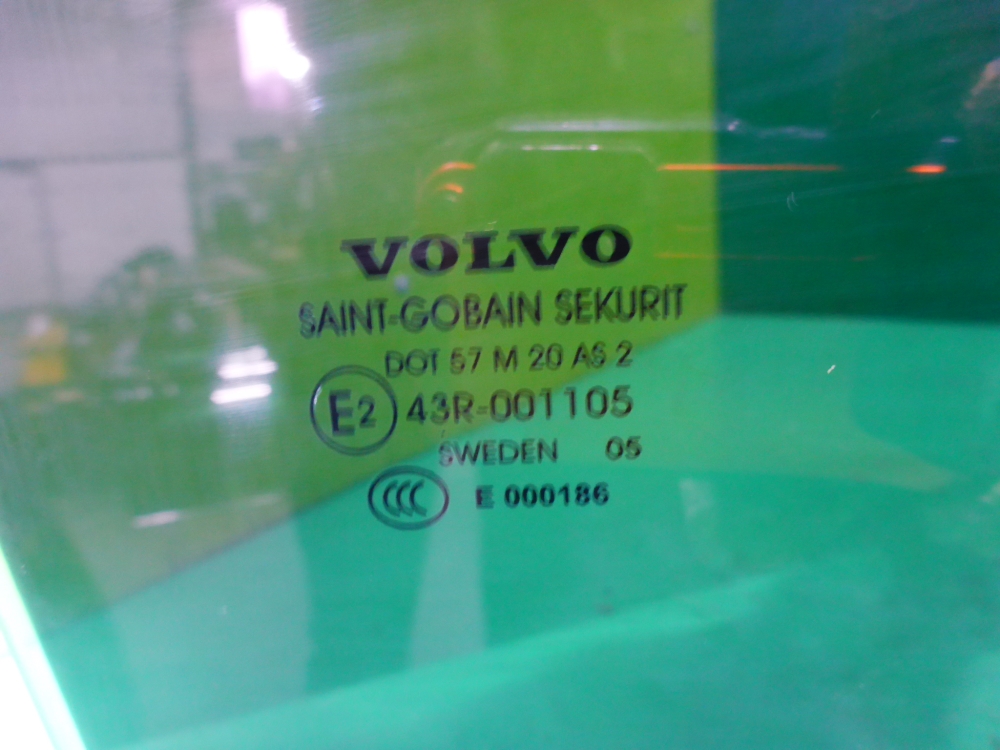 VOLVO
SAINT-GOBAIN SEKURIT
DOT 57 M 20 AS 2
E2 43R-001105
SWEDEN 05
CCC E 000186